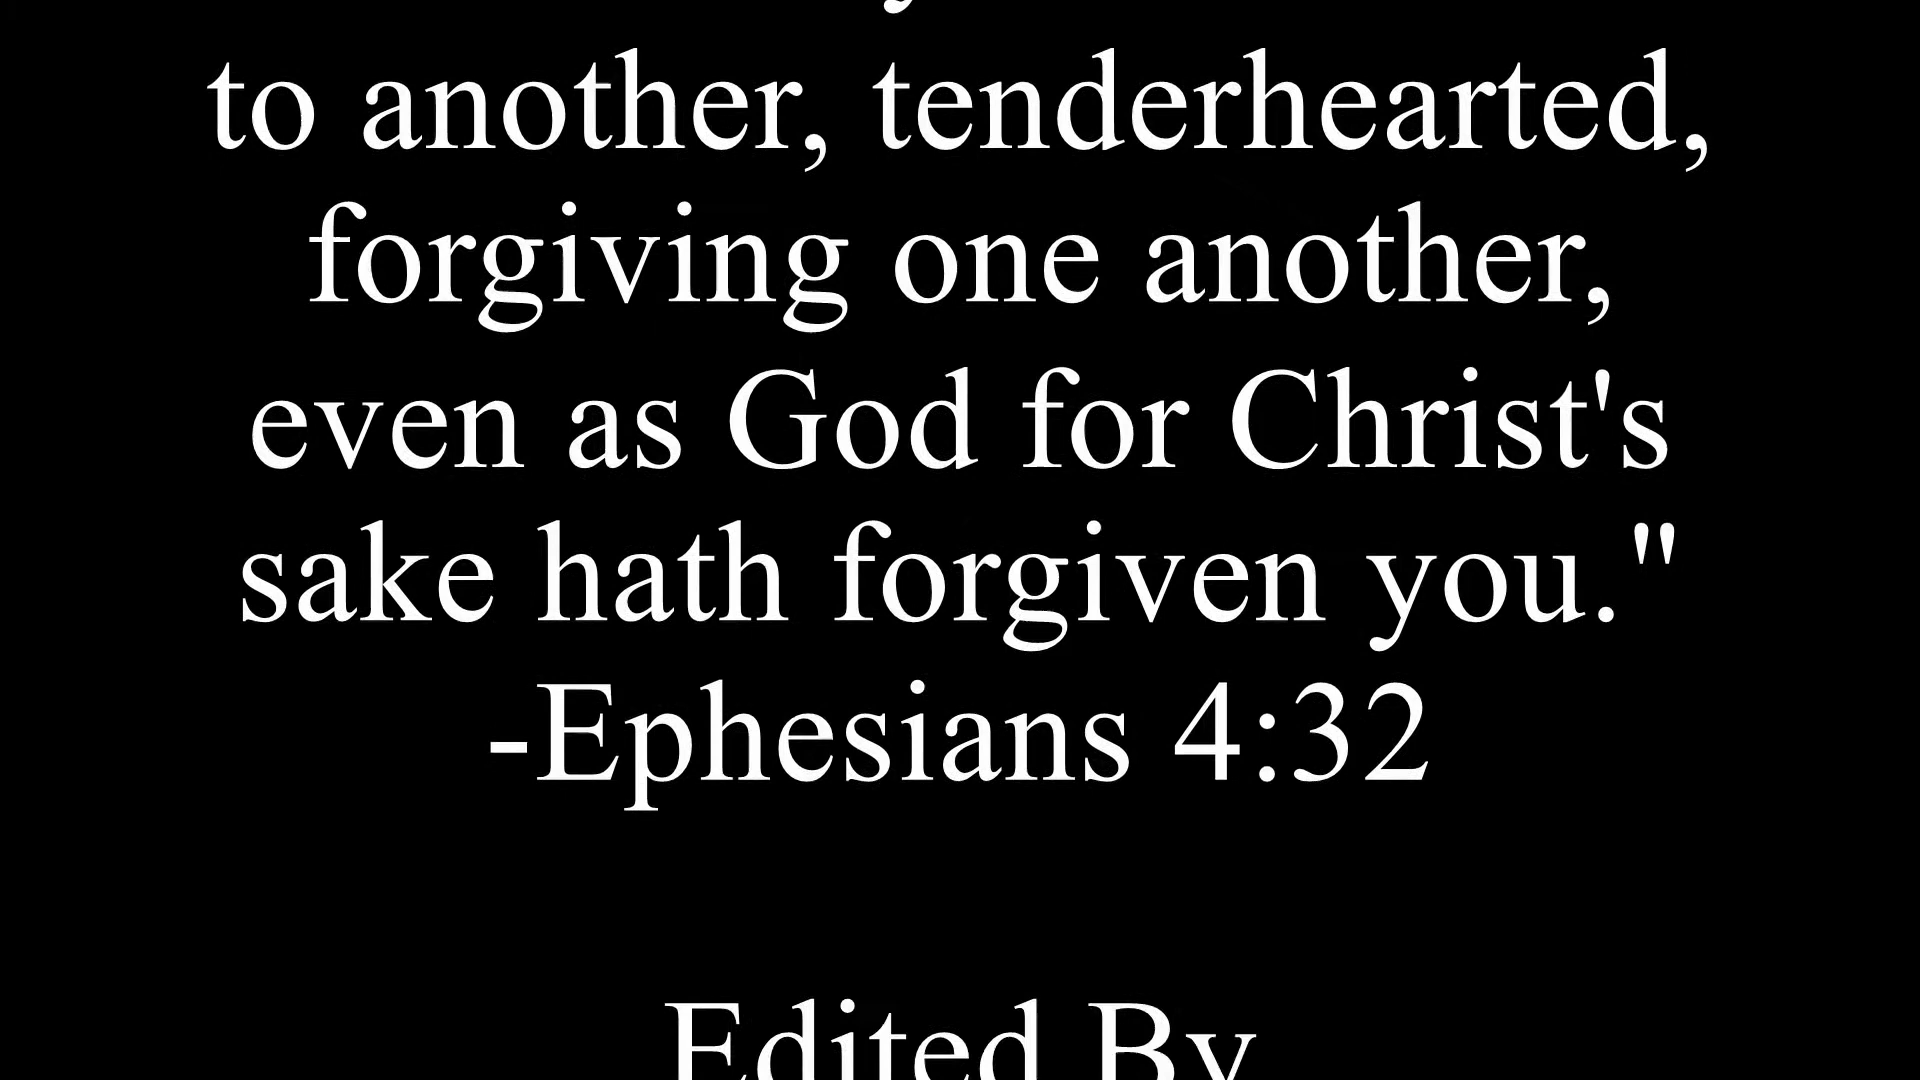 to another, tenderhearted,
forgiving one another,
even as God for Christ's
sake hath forgiven you."
-Ephesians 4:32
Edited By